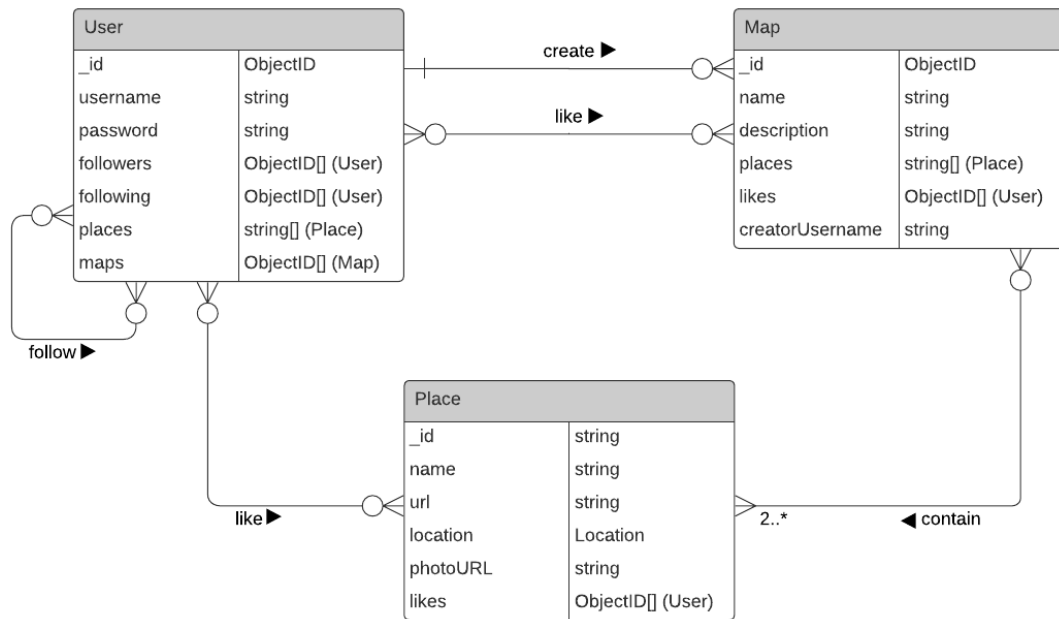 User
_id ObjectID
username string
password string
followers ObjectID[] (User)
following ObjectID[] (User)
places string[] (Place)
maps ObjectID[] (Map)
create ▶
like ▶
Map
_id ObjectID
name string
description string
places string[] (Place)
likes ObjectID[] (User)
creatorUsername string
follow ▶
Place
_id string
name string
url string
location Location
photoURL string
likes ObjectID[] (User)
like ▶
2..*
◀ contain